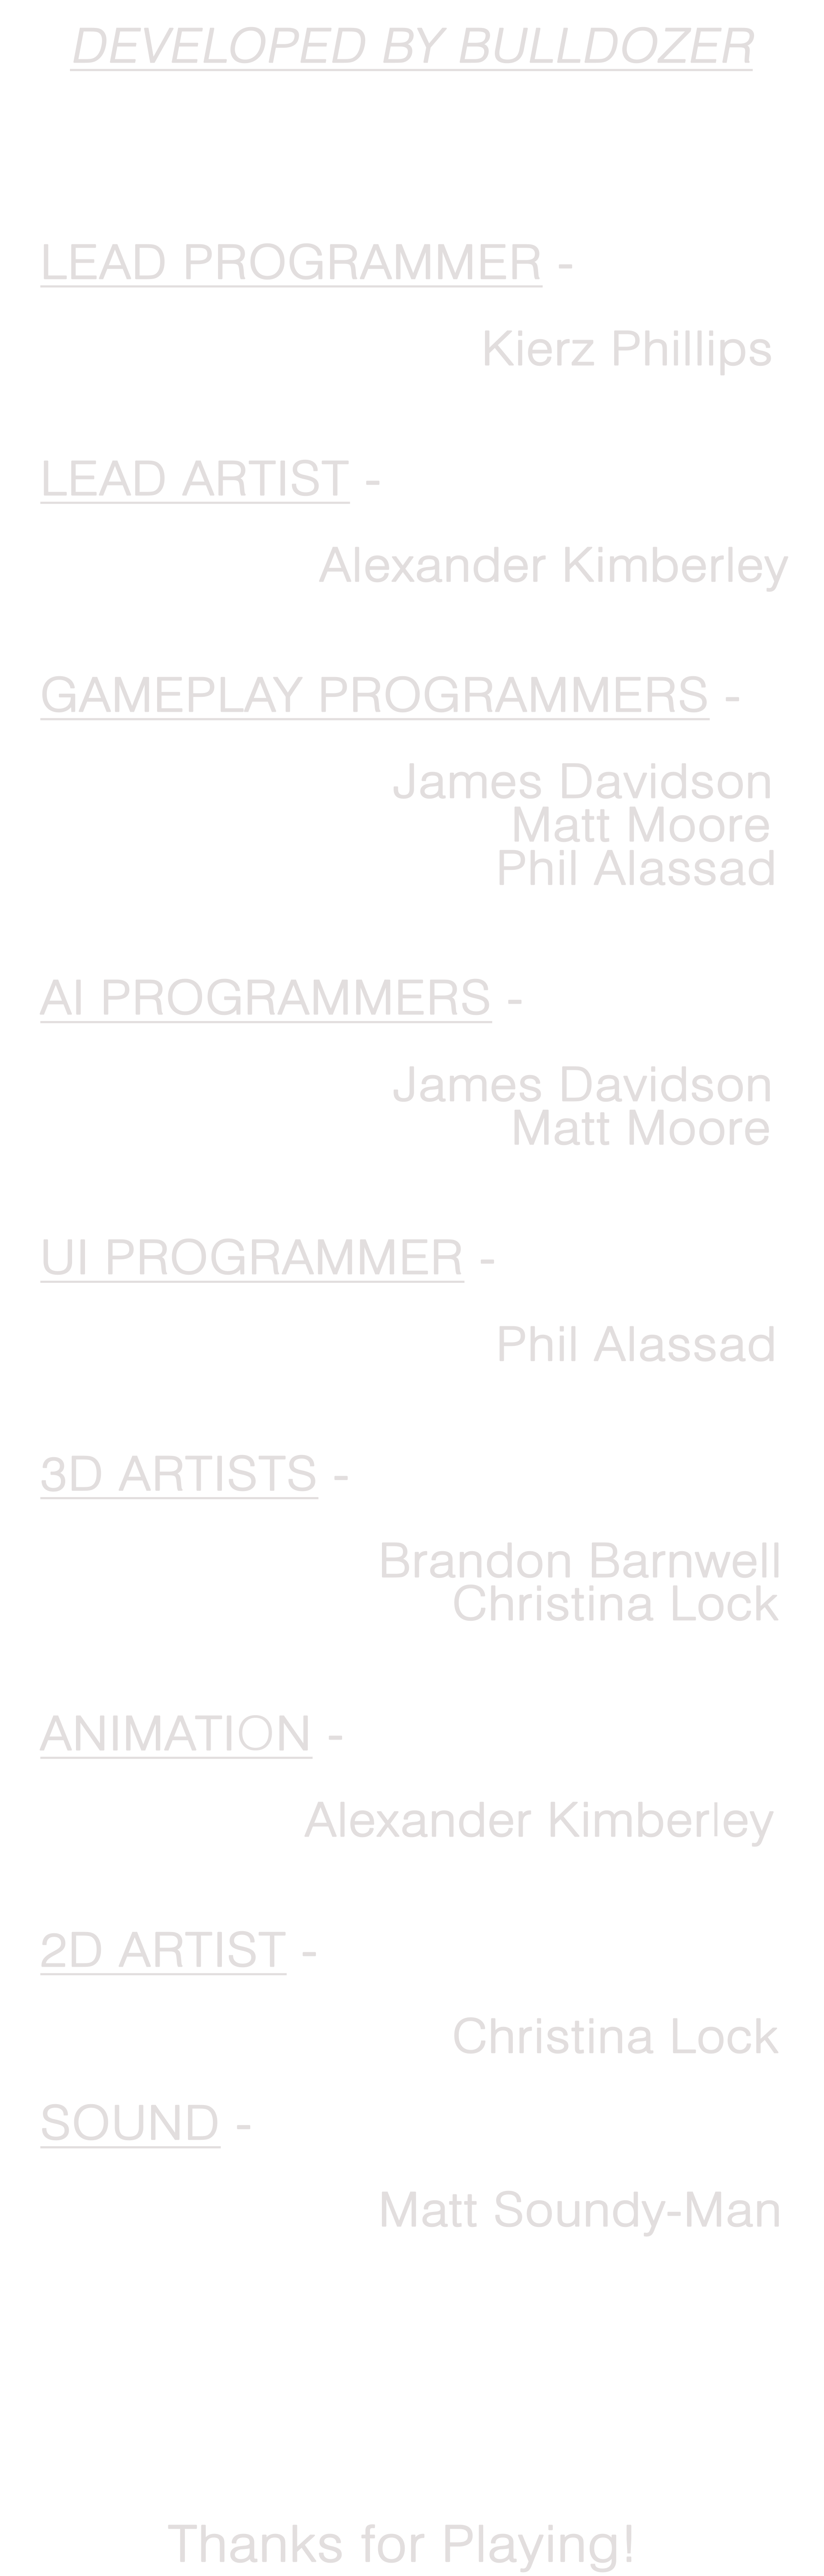 DEVELOPED BY BULLDOZER
LEAD PROGRAMMER -
Kierz Phillips
LEAD ARTIST -
Alexander Kimberley
GAMEPLAY PROGRAMMERS -
James Davidson
Matt Moore
Phil Alassad
AI PROGRAMMERS -
James Davidson
Matt Moore
UI PROGRAMMER -
Phil Alassad
3D ARTISTS -
Brandon Barnwell
Christina Lock
ANIMATION -
Alexander Kimberley
2D ARTIST -
Christina Lock
SOUND -
Matt Soundy-Man
Thanks for Playing!